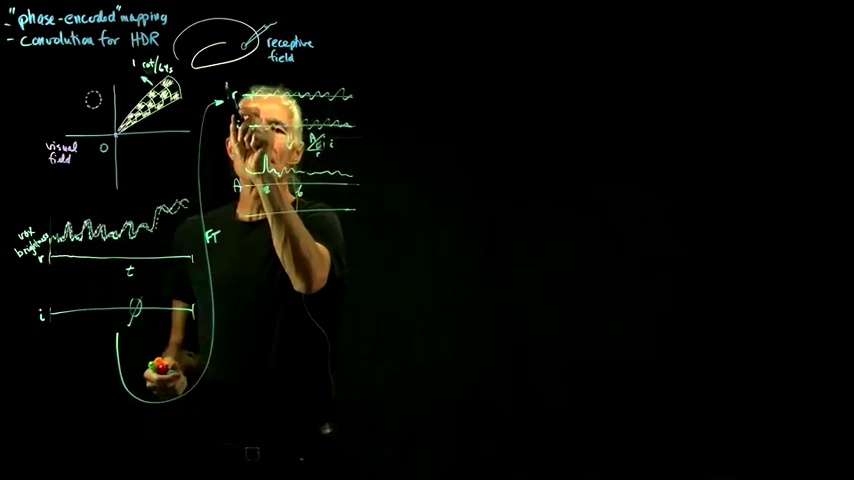 - "phase-encoded" mapping
- convolution for HDR
receptive
field
1 rot/64s
visual
field
0
r
i
A
i
r
A
vox
brightness
r
t
FT
i